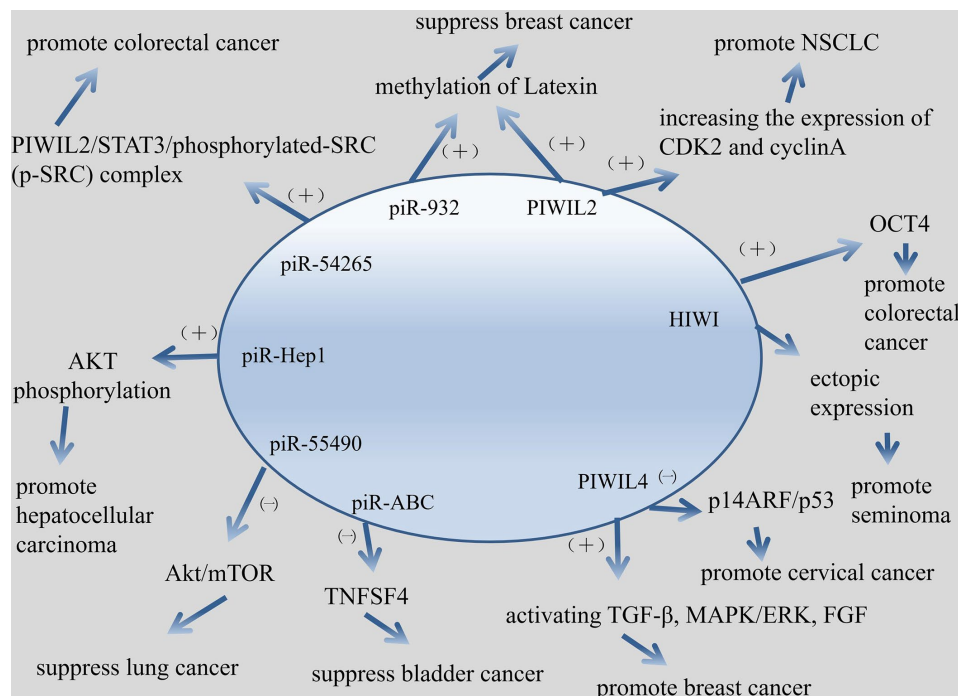 suppress breast cancer
promote colorectal cancer
promote NSCLC
methylation of Latexin
increasing the expression of
CDK2 and cyclinA
PIWIL2/STAT3/phosphorylated-SRC
(p-SRC) complex
(+)
(+)
(+)
(+)
piR-932
PIWIL2
OCT4
(+)
piR-54265
promote
colorectal
cancer
HIWI
(+)
piR-Hep1
AKT
phosphorylation
ectopic
expression
piR-55490
PIWIL4 (−)
promote
hepatocellular
carcinoma
(−)
piR-ABC
p14ARF/p53
promote
seminoma
(−)
(+)
Akt/mTOR
promote cervical cancer
TNFSF4
activating TGF-β, MAPK/ERK, FGF
suppress lung cancer
suppress bladder cancer
promote breast cancer